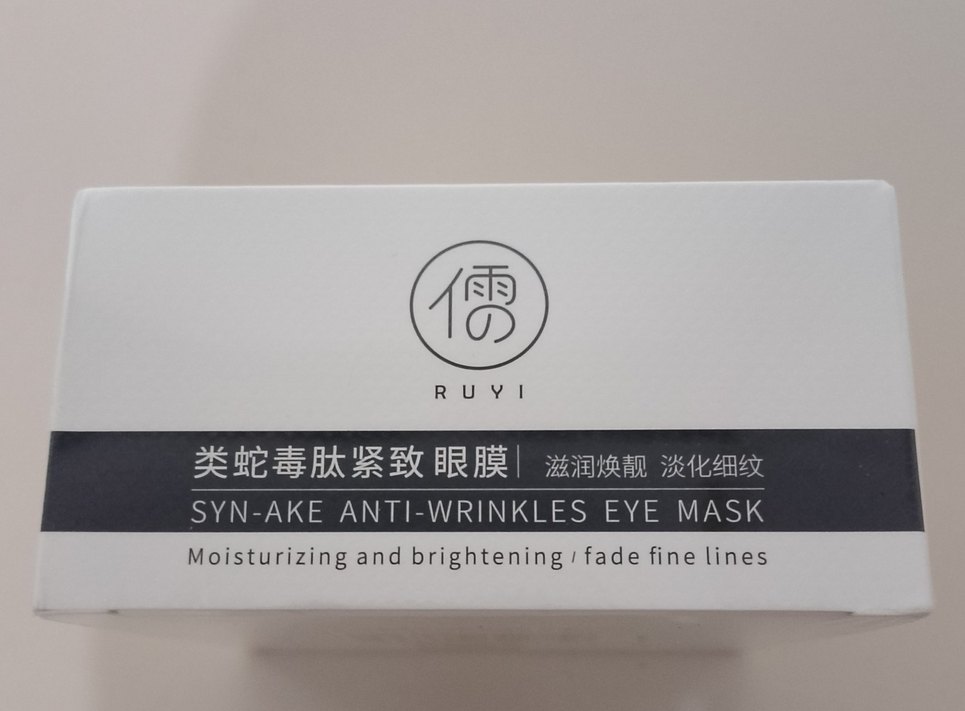 儒の
RUYI
类蛇毒肽紧致 眼膜| 滋润焕靓 淡化细纹
SYN-AKE ANTI-WRINKLES EYE MASK
Moisturizing and brightening / fade fine lines